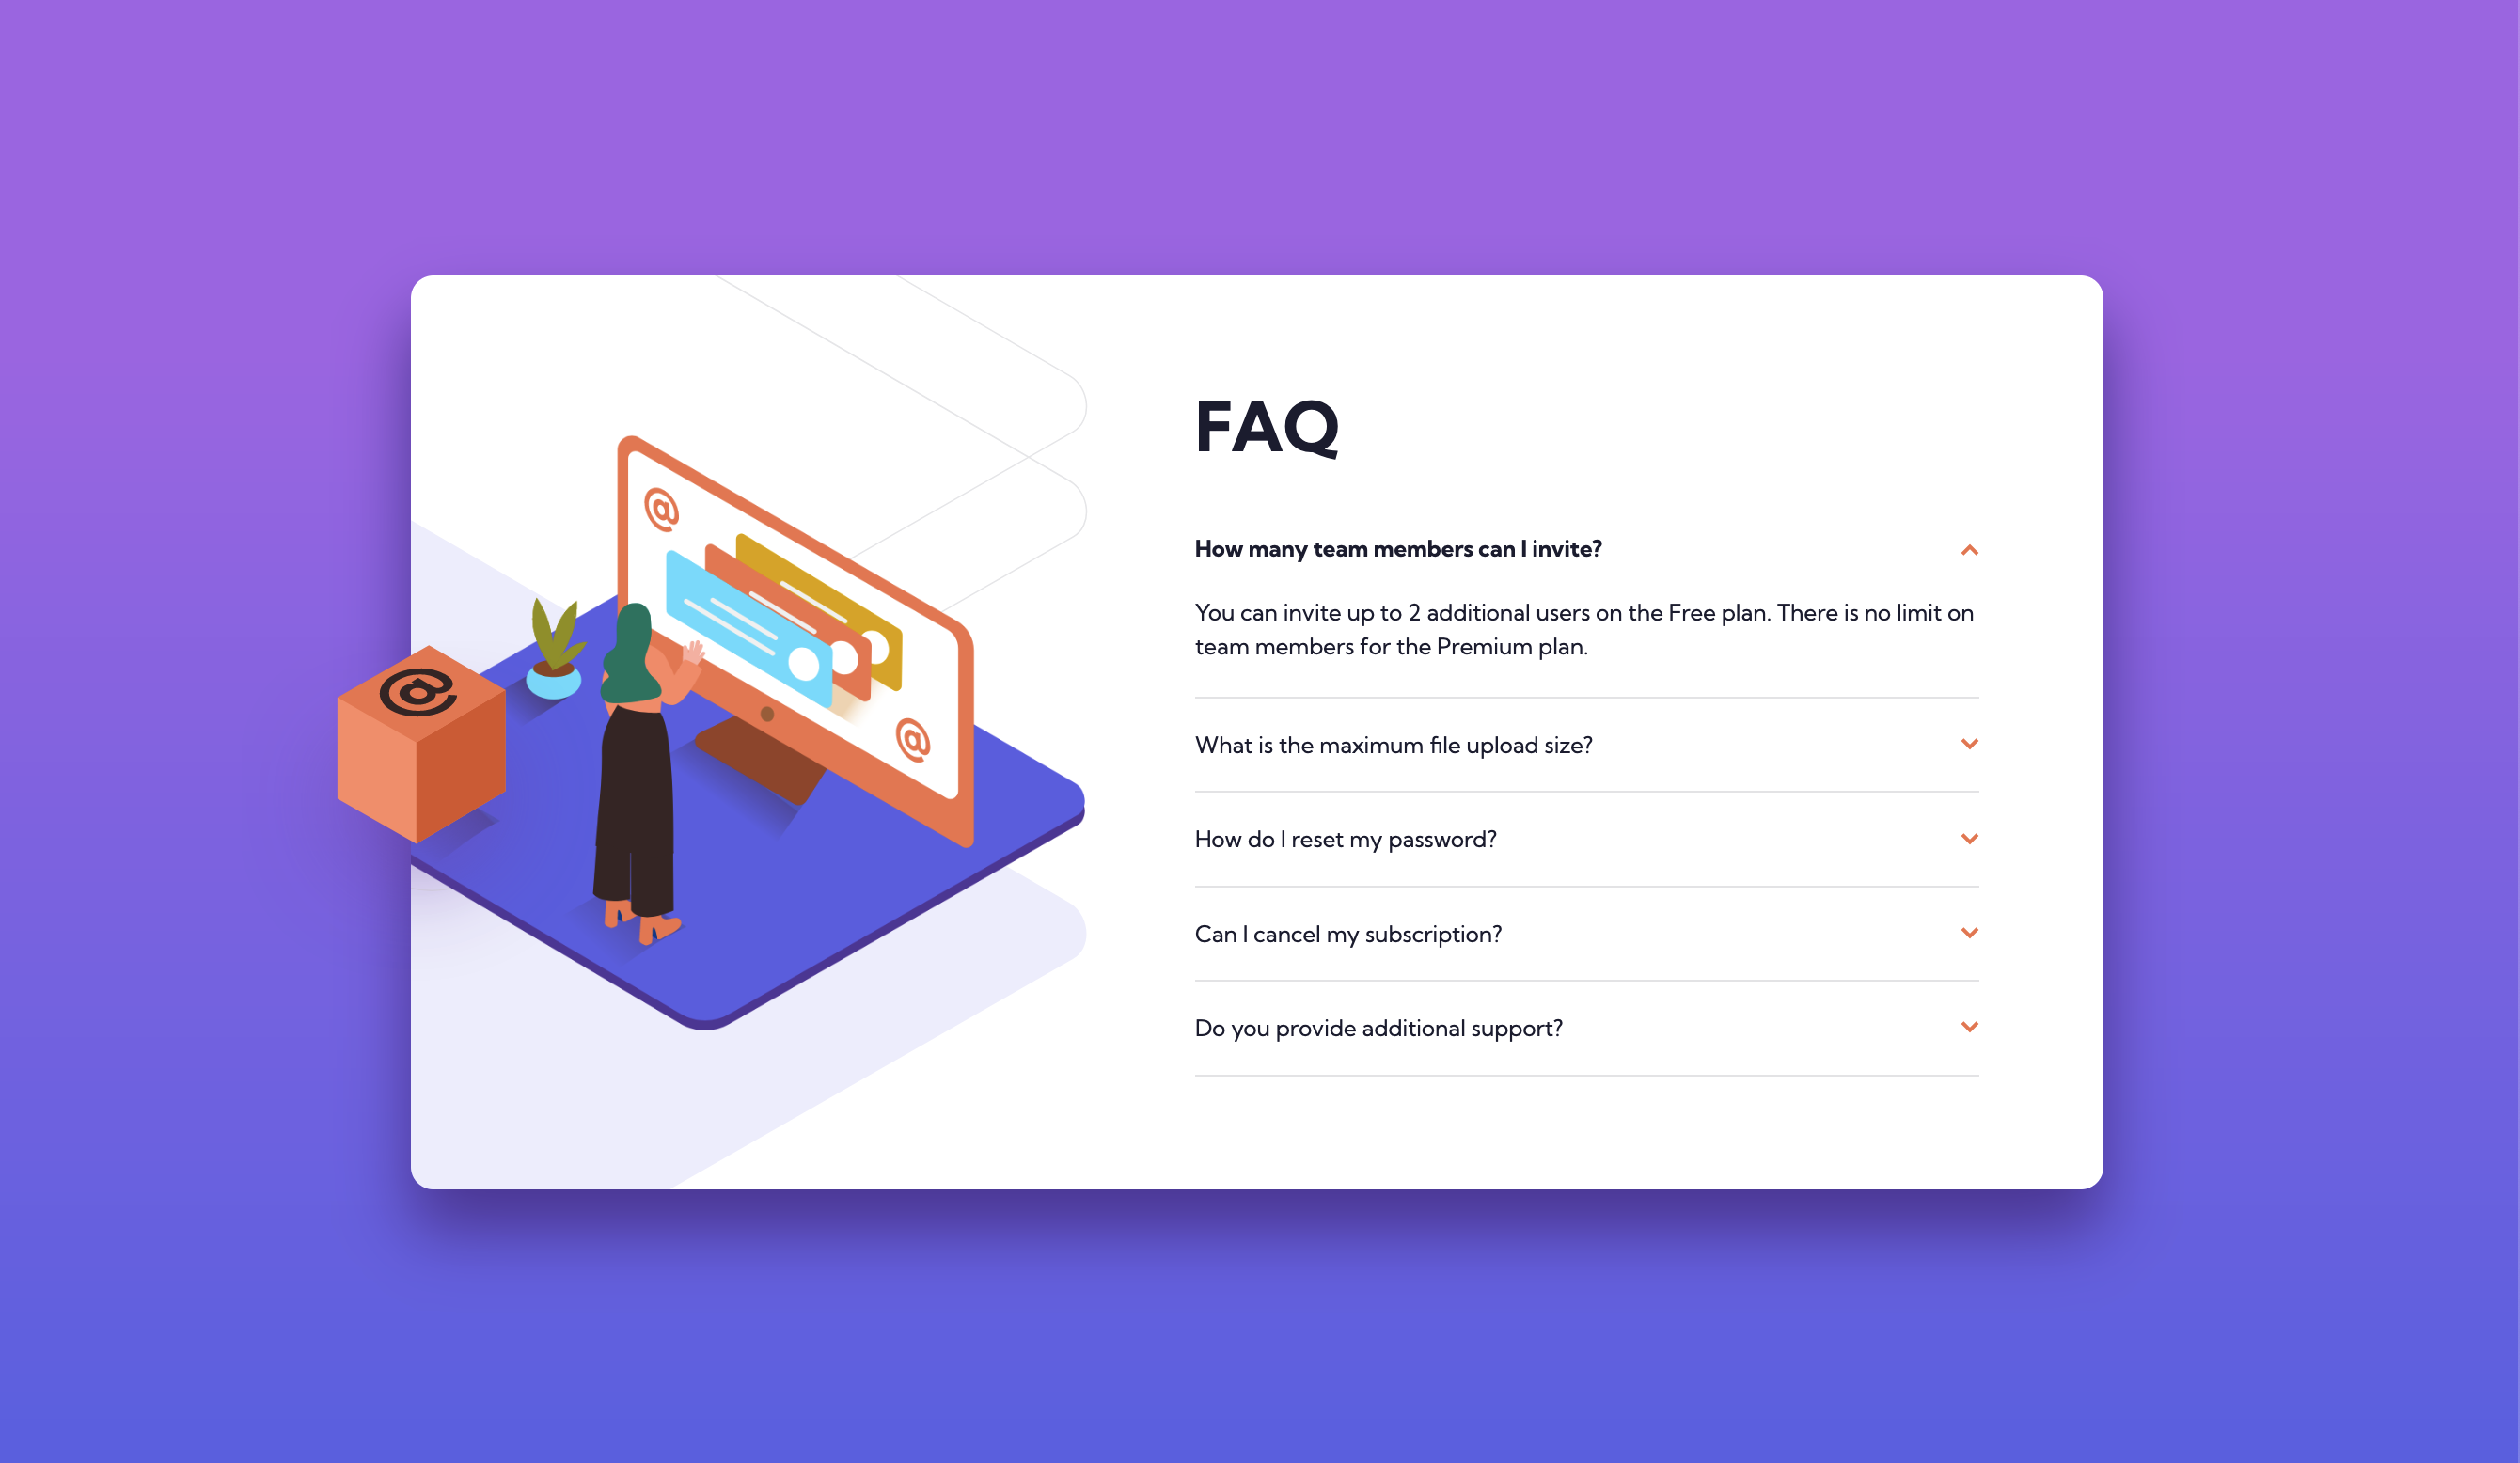 FAQ
How many team members can I invite?
You can invite up to 2 additional users on the Free plan. There is no limit on
team members for the Premium plan.
What is the maximum file upload size?
How do I reset my password?
Can I cancel my subscription?
Do you provide additional support?
@
@
@